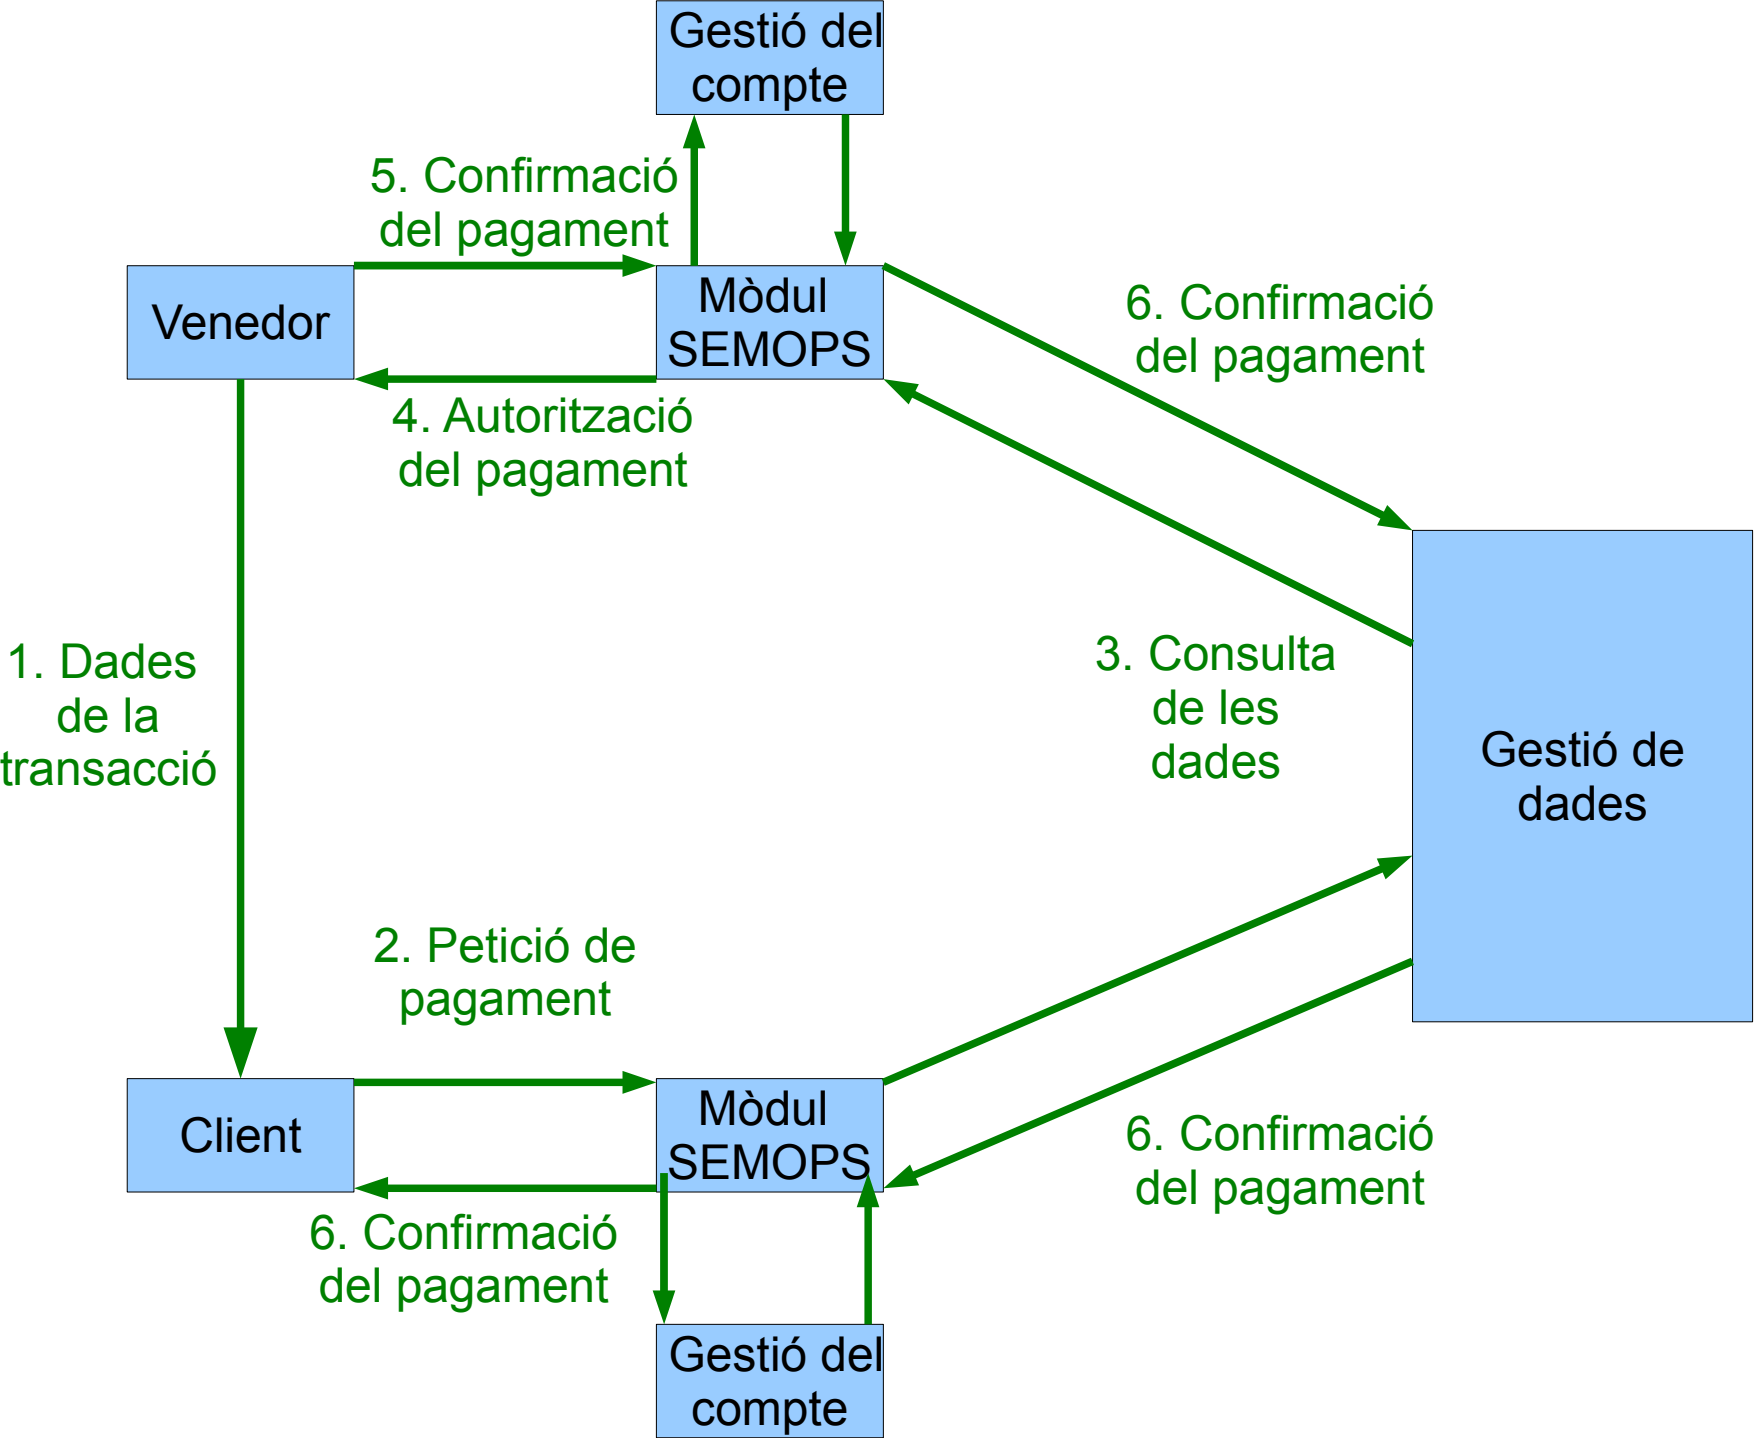 Gestió del
compte
5. Confirmació
del pagament
Venedor
Mòdul
SEMOPS
6. Confirmació
del pagament
4. Autorització
del pagament
1. Dades
de la
transacció
3. Consulta
de les
dades
Gestió de
dades
2. Petició de
pagament
Client
Mòdul
SEMOPS
6. Confirmació
del pagament
6. Confirmació
del pagament
Gestió del
compte